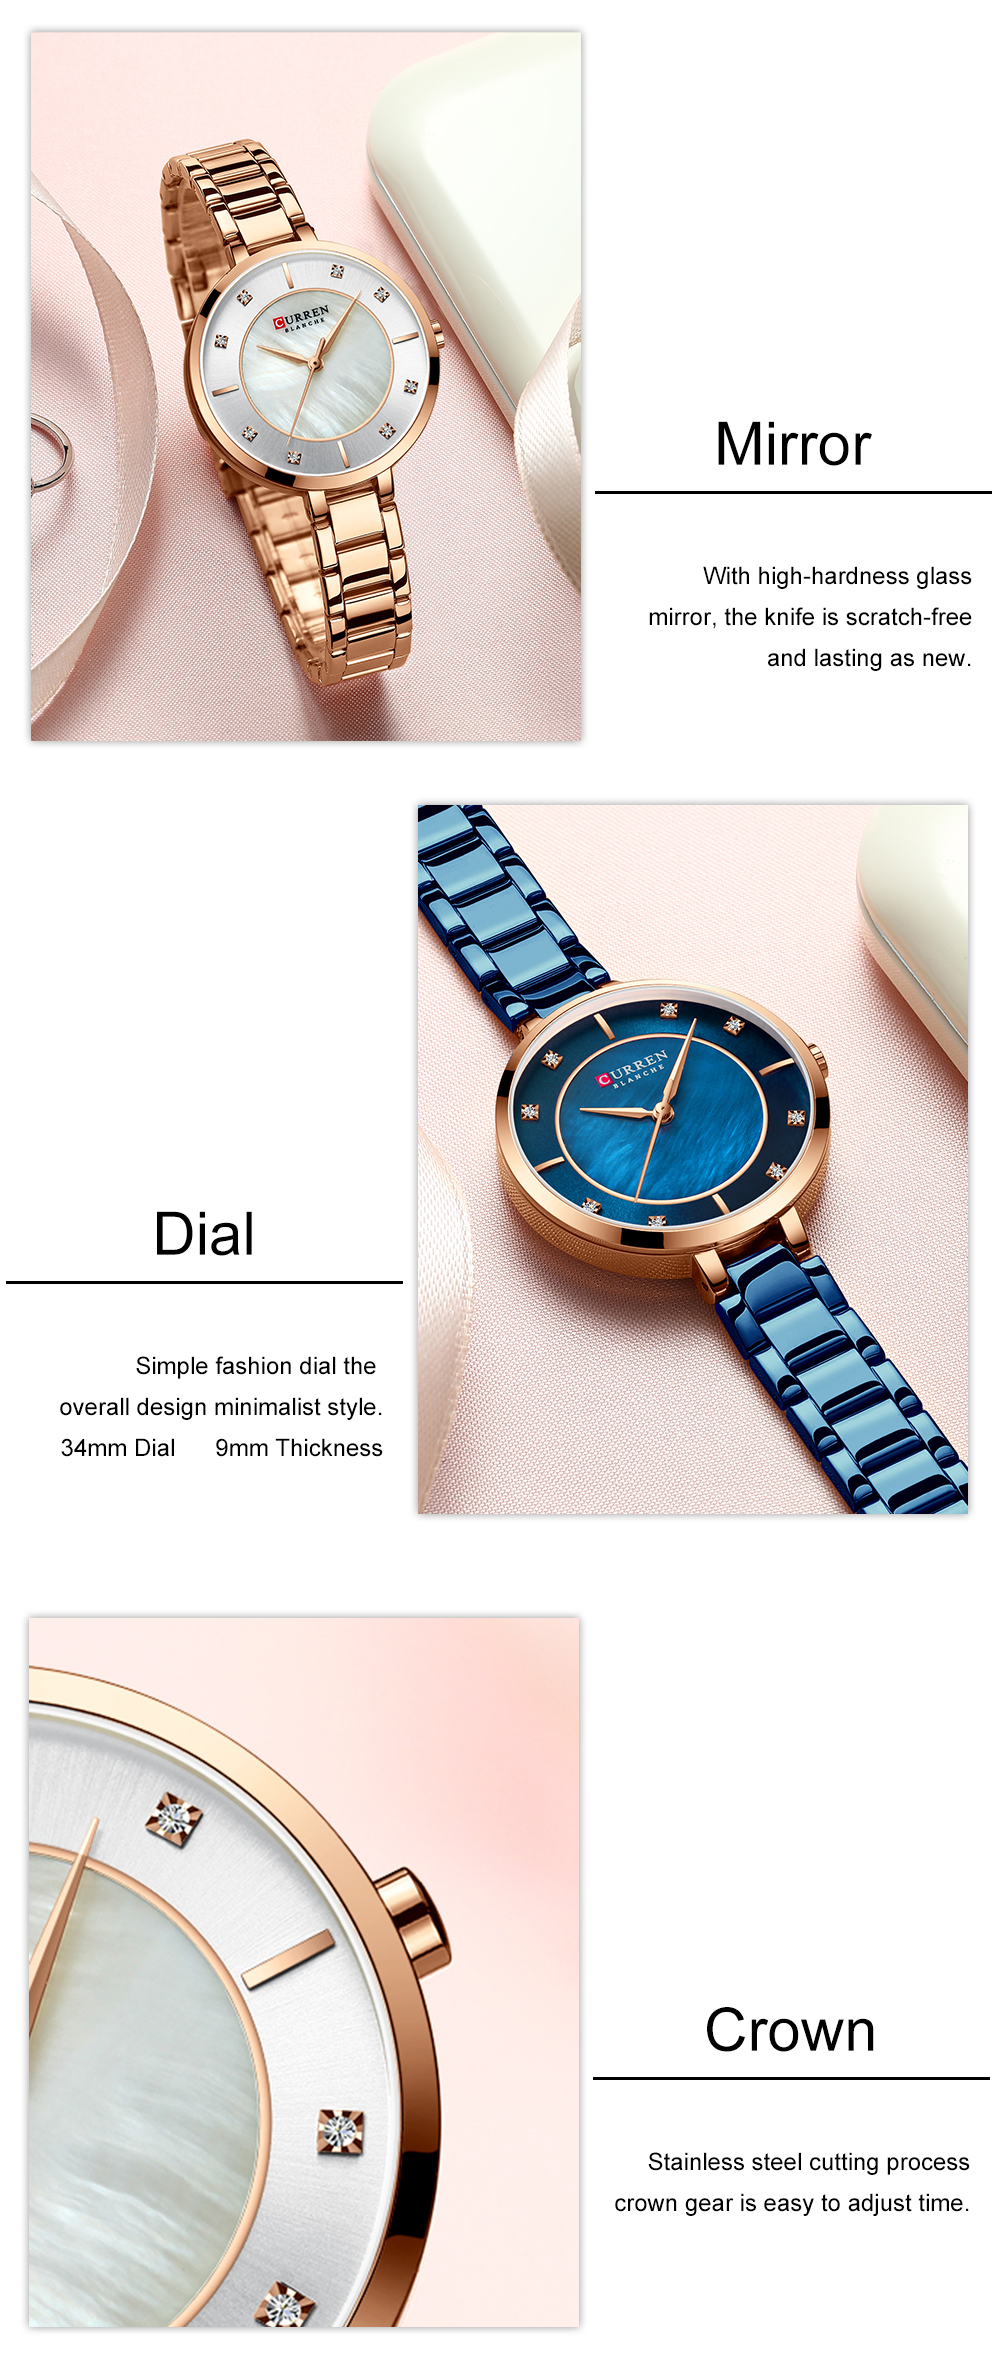 CURREN
BLANCHE
Mirror
With high-hardness glass
mirror, the knife is scratch-free
and lasting as new.
CURREN
BLANCHE
Dial
Simple fashion dial the
overall design minimalist style.
34mm Dial 9mm Thickness
Crown
Stainless steel cutting process
crown gear is easy to adjust time.